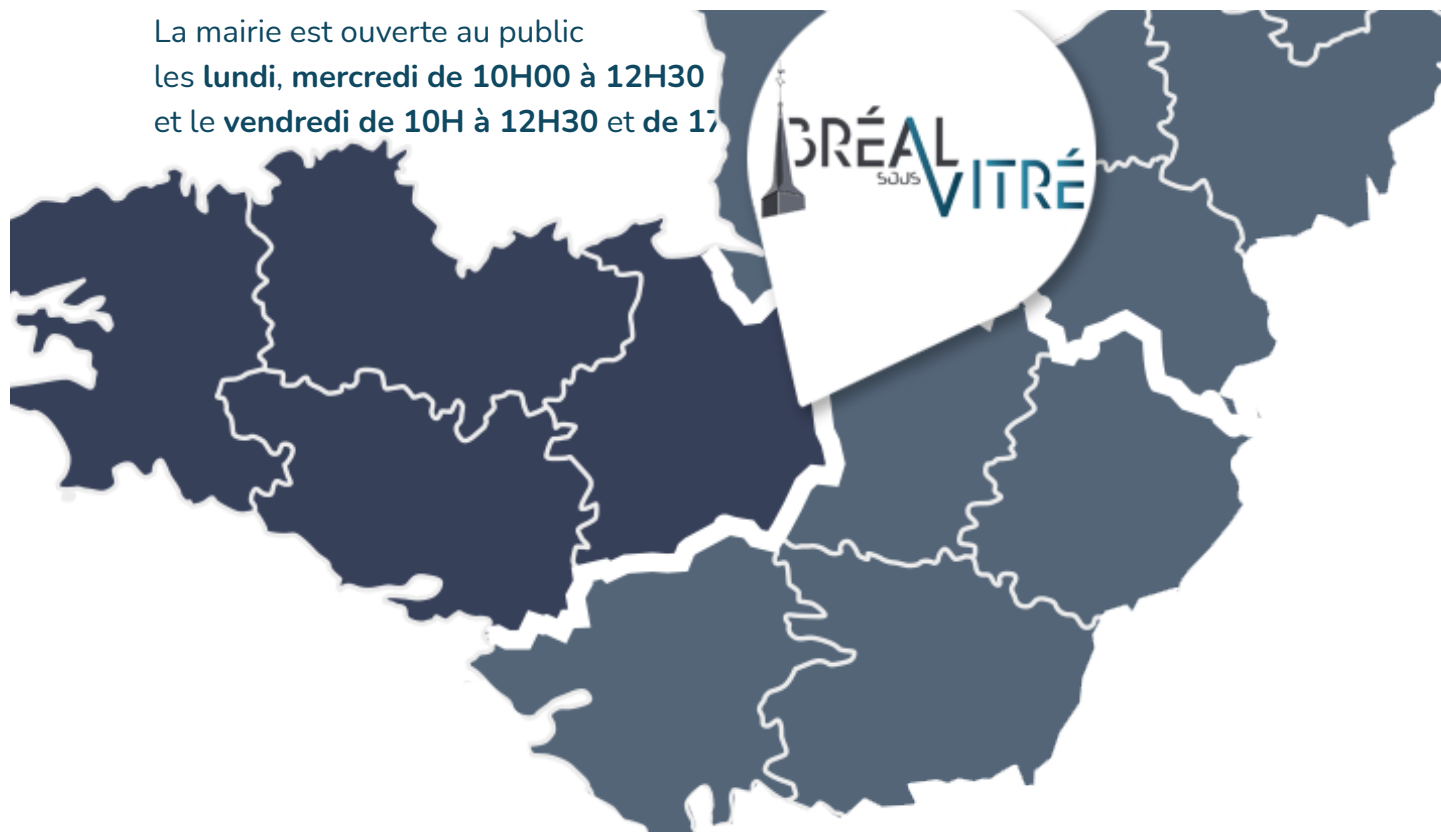 La mairie est ouverte au public
les lundi, mercredi de 10H00 à 12H30
et le vendredi de 10H à 12H30 et de 17
BRÉAL
SOUS
VITRÉ